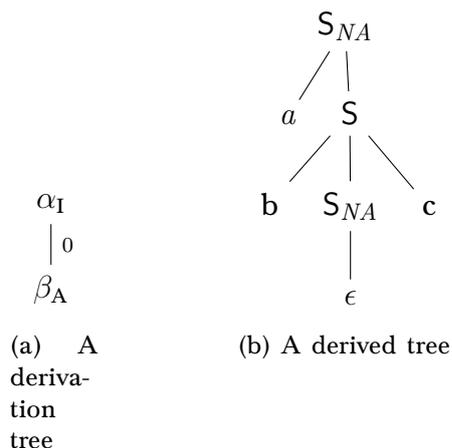 S_NA
a S
b S_NA c
ϵ
α_I
0
β_A
(a) A
deriva-
tion
tree
(b) A derived tree